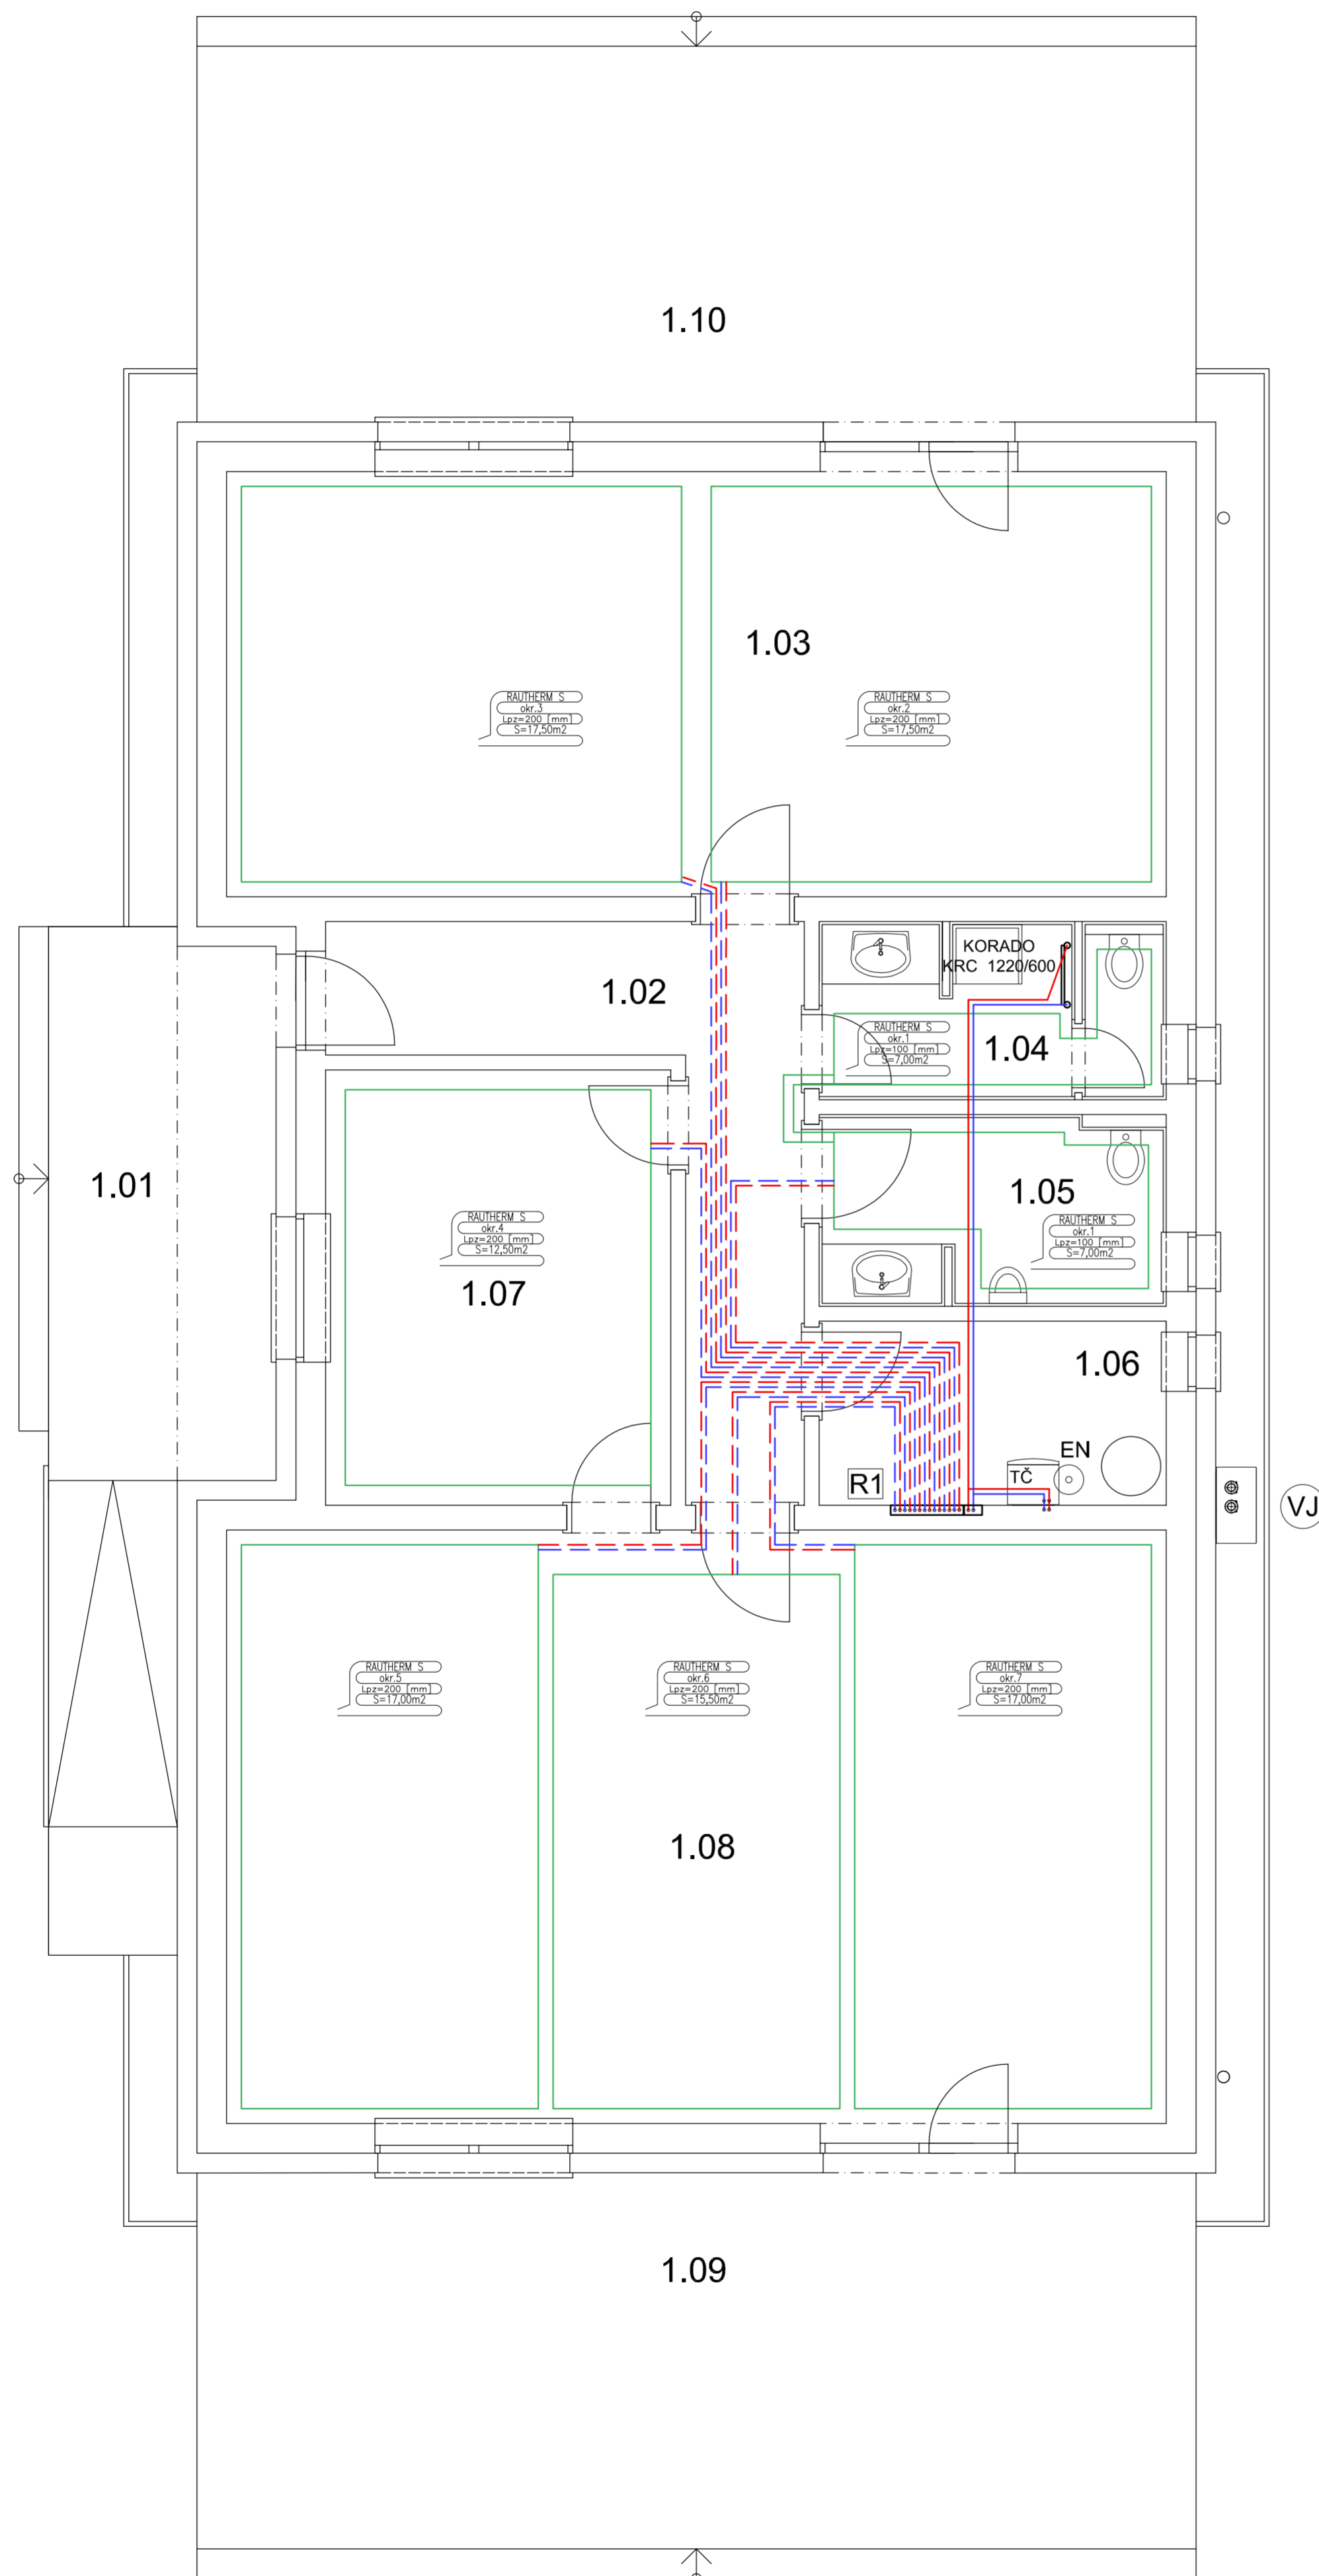 1.10
1.03
RAUTHERM S
okr.3
Lpz=200 [mm]
S=17,50m2
RAUTHERM S
okr.2
Lpz=200 [mm]
S=17,50m2
KORADO
KRC 1220/600
1.02
RAUTHERM S
okr.1
Lpz=100 [mm]
S=7,00m2
1.04
1.01
1.05
RAUTHERM S
okr.4
Lpz=200 [mm]
S=12,50m2
RAUTHERM S
okr.1
Lpz=100 [mm]
S=7,00m2
1.07
1.06
EN
TČ
R1
VJ
RAUTHERM S
okr.5
Lpz=200 [mm]
S=17,00m2
RAUTHERM S
okr.6
Lpz=200 [mm]
S=15,50m2
RAUTHERM S
okr.7
Lpz=200 [mm]
S=17,00m2
1.08
1.09